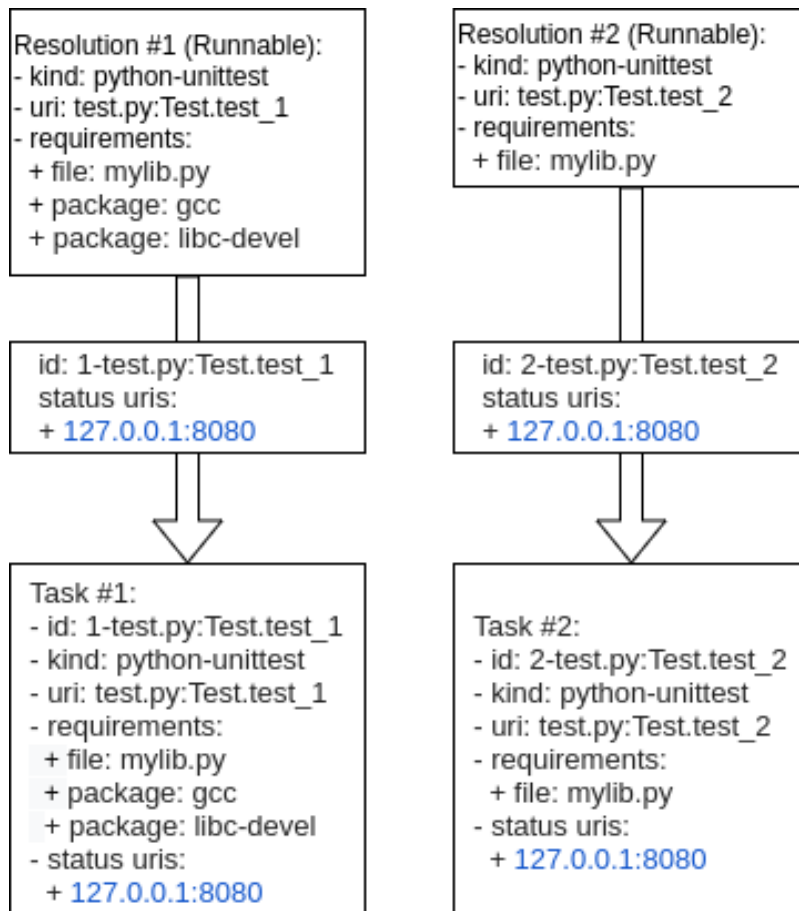 Resolution #1 (Runnable):
- kind: python-unittest
- uri: test.py:Test.test_1
- requirements:
+ file: mylib.py
+ package: gcc
+ package: libc-devel
id: 1-test.py:Test.test_1
status uris:
+ 127.0.0.1:8080
Task #1:
- id: 1-test.py:Test.test_1
- kind: python-unittest
- uri: test.py:Test.test_1
- requirements:
+ file: mylib.py
+ package: gcc
+ package: libc-devel
- status uris:
+ 127.0.0.1:8080
Resolution #2 (Runnable):
- kind: python-unittest
- uri: test.py:Test.test_2
- requirements:
+ file: mylib.py
id: 2-test.py:Test.test_2
status uris:
+ 127.0.0.1:8080
Task #2:
- id: 2-test.py:Test.test_2
- kind: python-unittest
- uri: test.py:Test.test_2
- requirements:
+ file: mylib.py
- status uris:
+ 127.0.0.1:8080